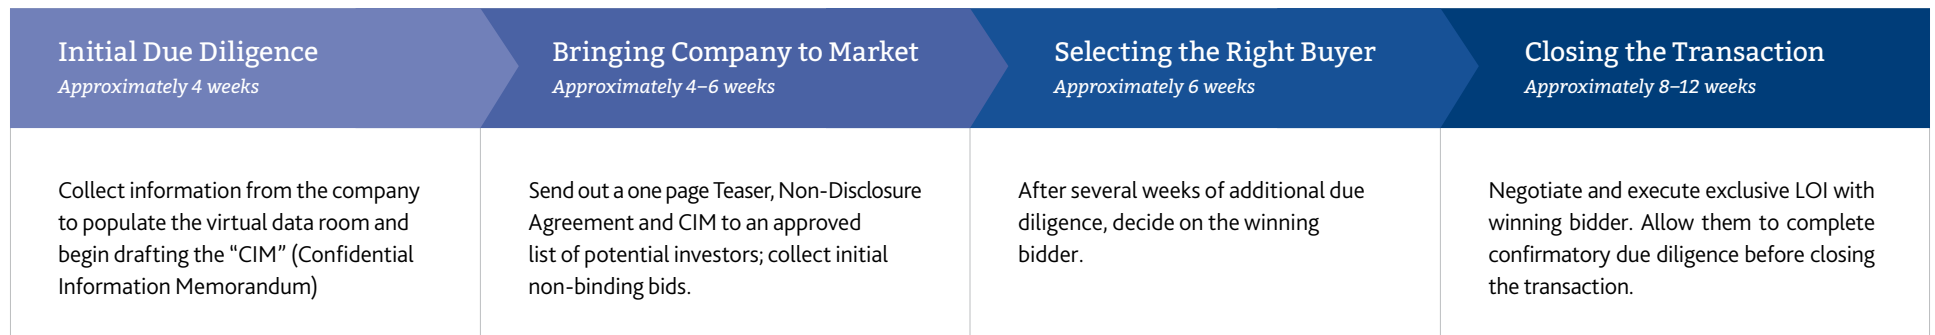 Initial Due Diligence
Approximately 4 weeks
Collect information from the company
to populate the virtual data room and
begin drafting the “CIM” (Confidential
Information Memorandum)
Bringing Company to Market
Approximately 4–6 weeks
Send out a one page Teaser, Non-Disclosure
Agreement and CIM to an approved
list of potential investors; collect initial
non-binding bids.
Selecting the Right Buyer
Approximately 6 weeks
After several weeks of additional due
diligence, decide on the winning
bidder.
Closing the Transaction
Approximately 8–12 weeks
Negotiate and execute exclusive LOI with
winning bidder. Allow them to complete
confirmatory due diligence before closing
the transaction.